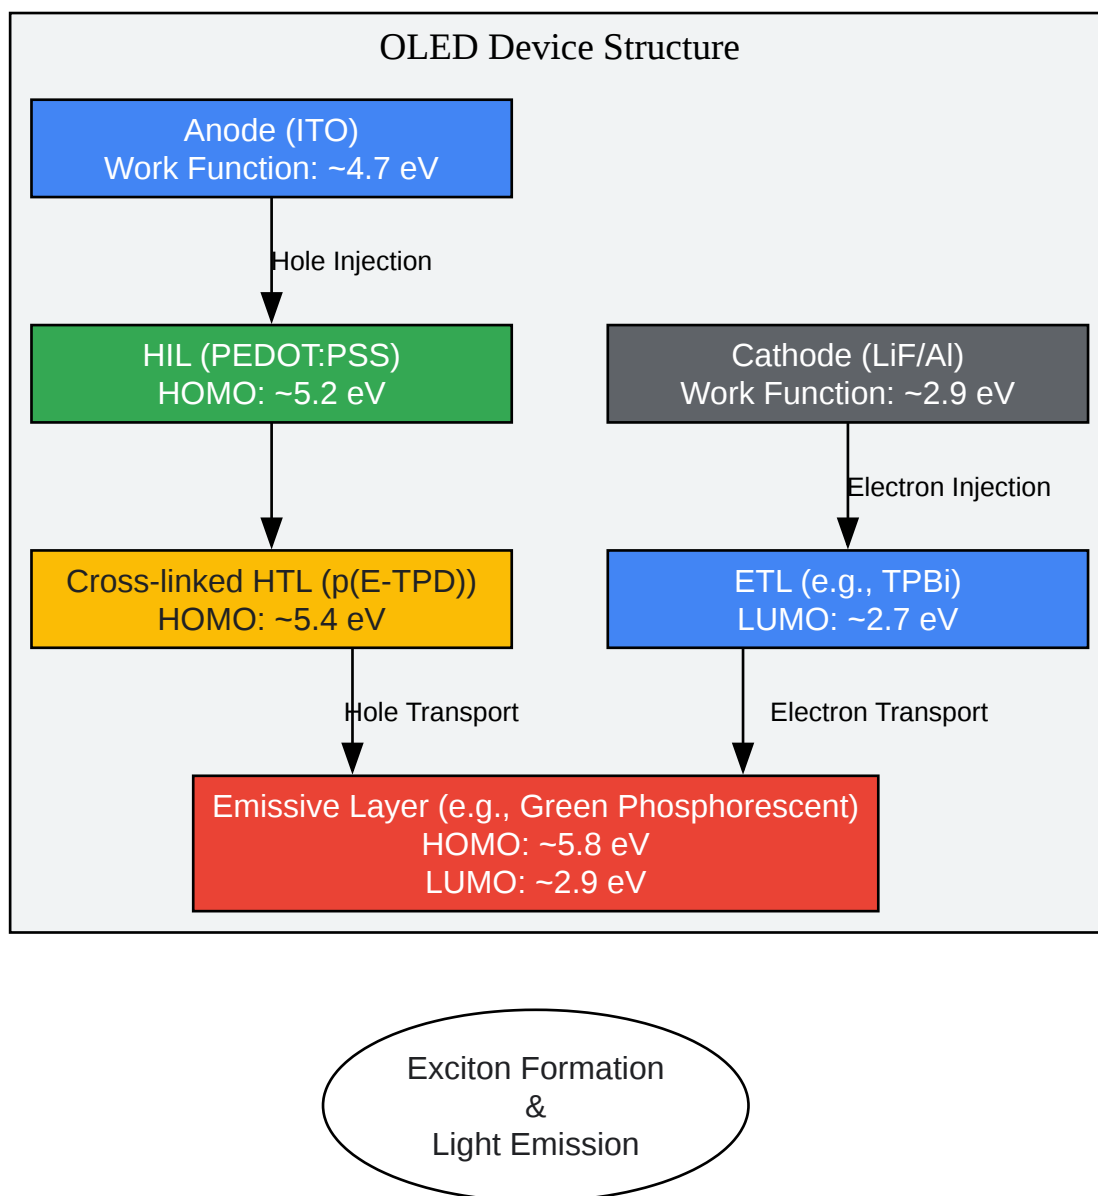 OLED Device Structure
Anode (ITO)
Work Function: ~4.7 eV
Hole Injection
HIL (PEDOT:PSS)
HOMO: ~5.2 eV
Cathode (LiF/Al)
Work Function: ~2.9 eV
Electron Injection
Cross-linked HTL (p(E-TPD))
HOMO: ~5.4 eV
ETL (e.g., TPBi)
LUMO: ~2.7 eV
Hole Transport
Electron Transport
Emissive Layer (e.g., Green Phosphorescent)
HOMO: ~5.8 eV
LUMO: ~2.9 eV
Exciton Formation
&
Light Emission